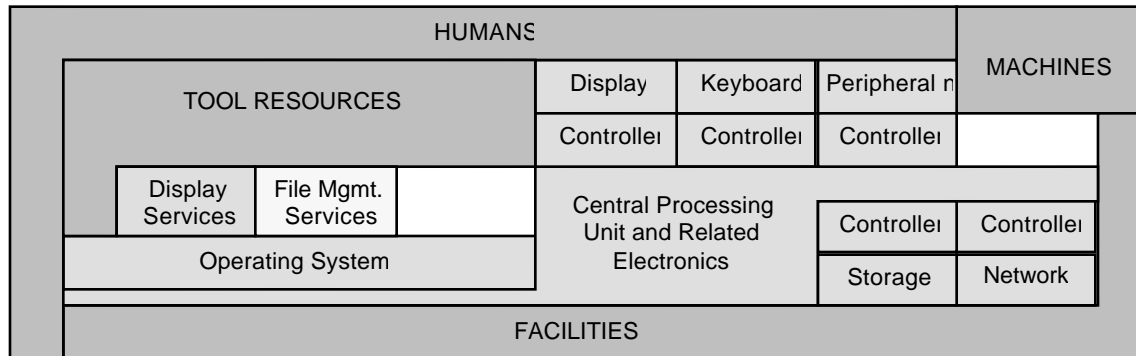 HUMANS
MACHINES
TOOL RESOURCES
Display
Keyboard
Peripheral n
Controller
Controller
Controller
Display
Services
File Mgmt.
Services
Central Processing
Unit and Related
Electronics
Controller
Controller
Operating System
Storage
Network
FACILITIES